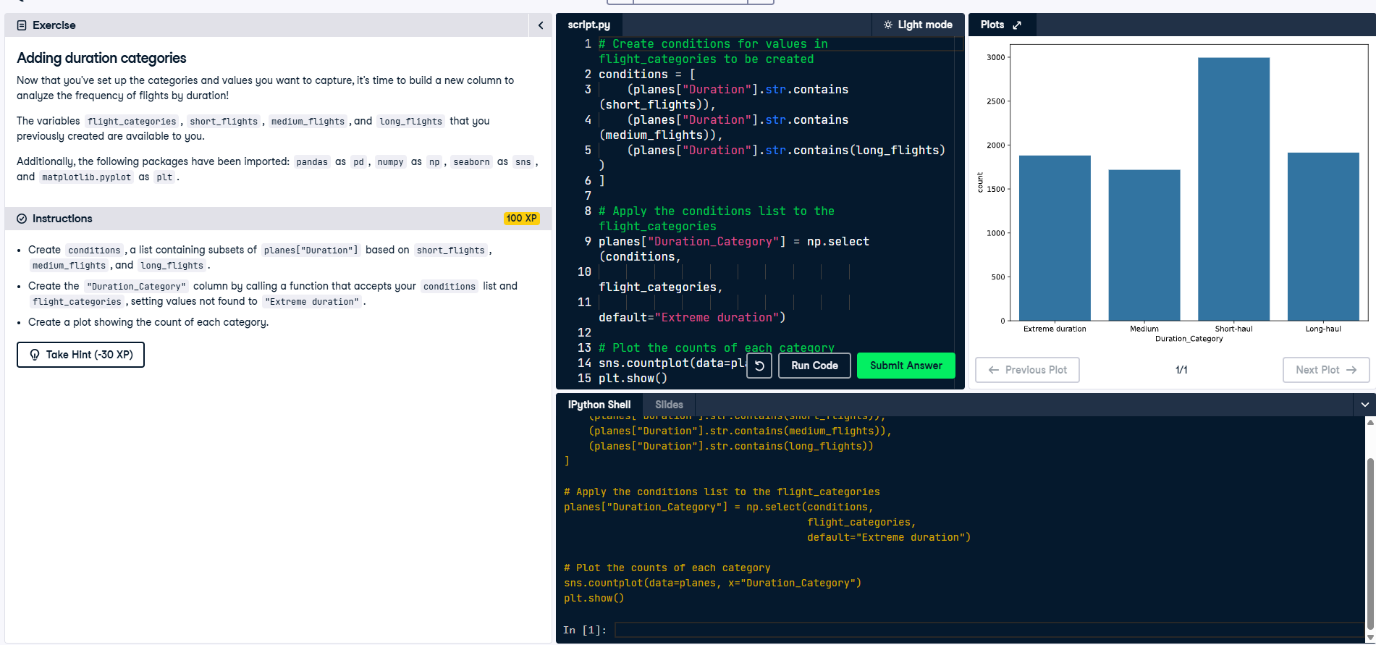 Exercise
Adding duration categories
Now that you've set up the categories and values you want to capture, it's time to build a new column to
analyze the frequency of flights by duration!
The variables flight_categories , short_flights , medium_flights , and long_flights that you
previously created are available to you.
Additionally, the following packages have been imported: pandas as pd , numpy as np , seaborn as sns ,
and matplotlib.pyplot as plt .
Instructions
100 XP
• Create conditions , a list containing subsets of planes["Duration"] based on short_flights ,
medium_flights , and long_flights .
• Create the "Duration_Category" column by calling a function that accepts your conditions list and
flight_categories , setting values not found to "Extreme duration" .
• Create a plot showing the count of each category.
Take Hint (-30 XP)
script.py
Light mode
1 # Create conditions for values in
flight_categories to be created
2 conditions = [
3 (planes["Duration"].str.contains
(short_flights)),
4 (planes["Duration"].str.contains
(medium_flights)),
5 (planes["Duration"].str.contains(long_flights)
)
6 ]
7
8 # Apply the conditions list to the
flight_categories
9 planes["Duration_Category"] = np.select
(conditions,
10
flight_categories,
11
default="Extreme duration")
12
13 # Plot the counts of each category
14 sns.countplot(data=pl
15 plt.show()
Run Code
Submit Answer
Plots
3000
2500
2000
1500
1000
500
0
count
Extreme duration Medium Short-haul Long-haul
Duration_Category
← Previous Plot
1/1
Next Plot →
IPython Shell
Slides
(planes["Duration"].str.contains(short_flights)),
(planes["Duration"].str.contains(medium_flights)),
(planes["Duration"].str.contains(long_flights))
]
# Apply the conditions list to the flight_categories
planes["Duration_Category"] = np.select(conditions,
flight_categories,
default="Extreme duration")
# Plot the counts of each category
sns.countplot(data=planes, x="Duration_Category")
plt.show()
In [1]: